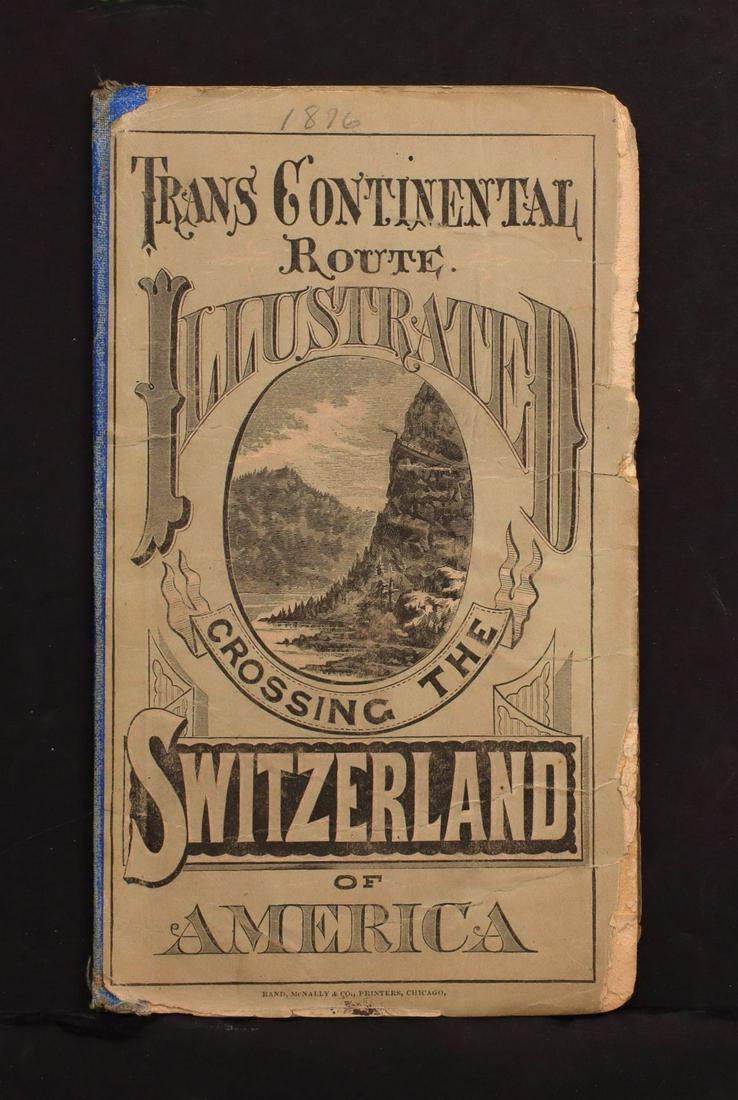 1876
TRANS CONTINENTAL
ROUTE.
ILLUSTRATED
CROSSING THE
SWITZERLAND
OF
AMERICA
RAND, McNALLY & CO., PRINTERS, CHICAGO,